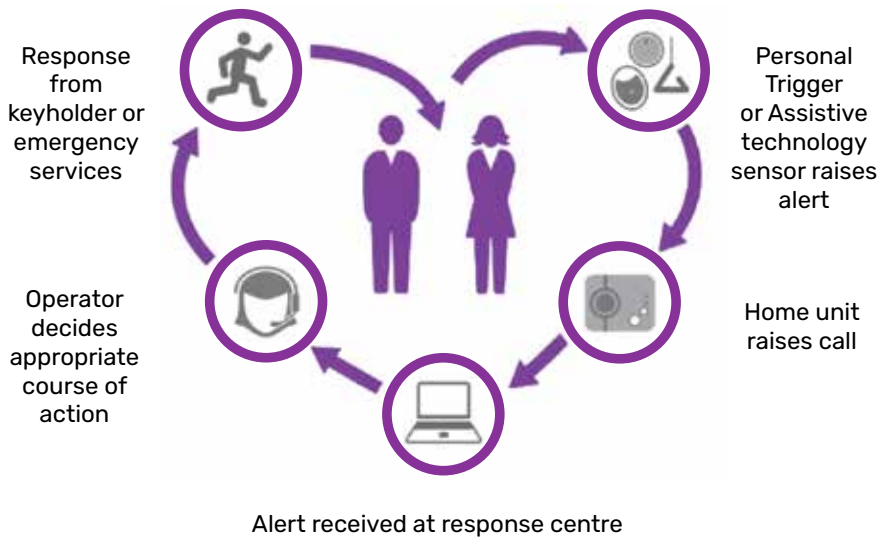 Response
from
keyholder or
emergency
services
Personal
Trigger
or Assistive
technology
sensor raises
alert
Operator
decides
appropriate
course of
action
Home unit
raises call
Alert received at response centre